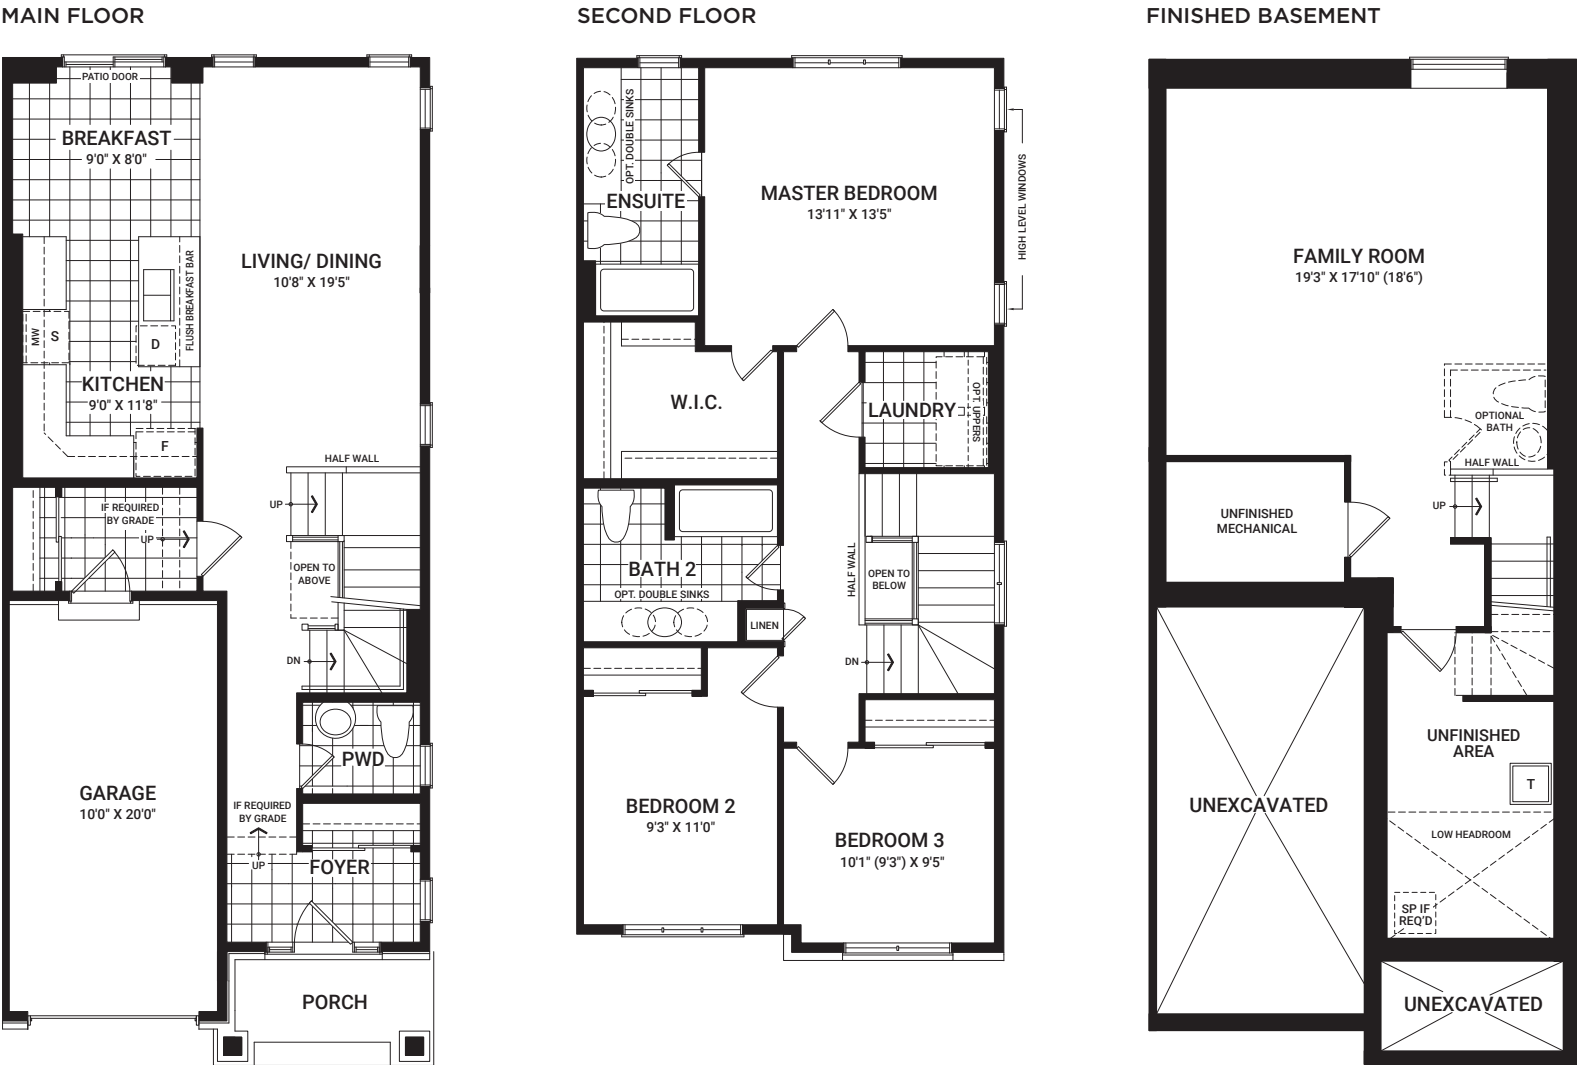 MAIN FLOOR
PATIO DOOR
BREAKFAST
9'0" X 8'0"
LIVING/ DINING
10'8" X 19'5"
FLUSH BREAKFAST BAR
MW
S
D
KITCHEN
9'0" X 11'8"
F
HALF WALL
UP
IF REQUIRED
BY GRADE
UP
OPEN TO
ABOVE
DN
PWD
GARAGE
10'0" X 20'0"
IF REQUIRED
BY GRADE
UP
FOYER
PORCH
SECOND FLOOR
OPT. DOUBLE SINKS
ENSUITE
MASTER BEDROOM
13'11" X 13'5"
HIGH LEVEL WINDOWS
W.I.C.
LAUNDRY
OPT. UPPERS
BATH 2
OPT. DOUBLE SINKS
HALF WALL
OPEN TO
BELOW
LINEN
DN
BEDROOM 2
9'3" X 11'0"
BEDROOM 3
10'1" (9'3") X 9'5"
FINISHED BASEMENT
FAMILY ROOM
19'3" X 17'10" (18'6")
OPTIONAL
BATH
HALF WALL
UP
UNFINISHED
MECHANICAL
UNFINISHED
AREA
T
UNEXCAVATED
LOW HEADROOM
SP IF
REQ'D
UNEXCAVATED